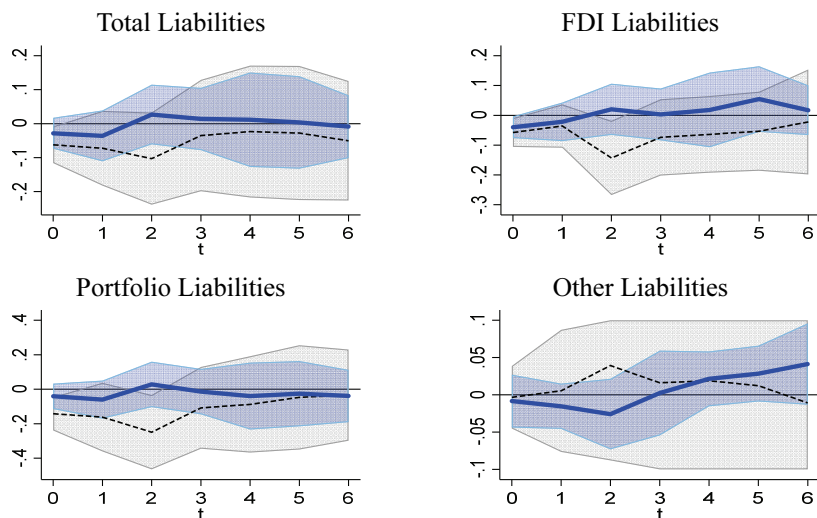 Total Liabilities
.2
.1
0
-.1
-.2
0 1 2 3 4 5 6
t
FDI Liabilities
.2
.1
0
-.1
-.2
-.3
0 1 2 3 4 5 6
t
Portfolio Liabilities
.4
.2
0
-.2
-.4
0 1 2 3 4 5 6
t
Other Liabilities
.1
.05
0
-.05
-.1
0 1 2 3 4 5 6
t